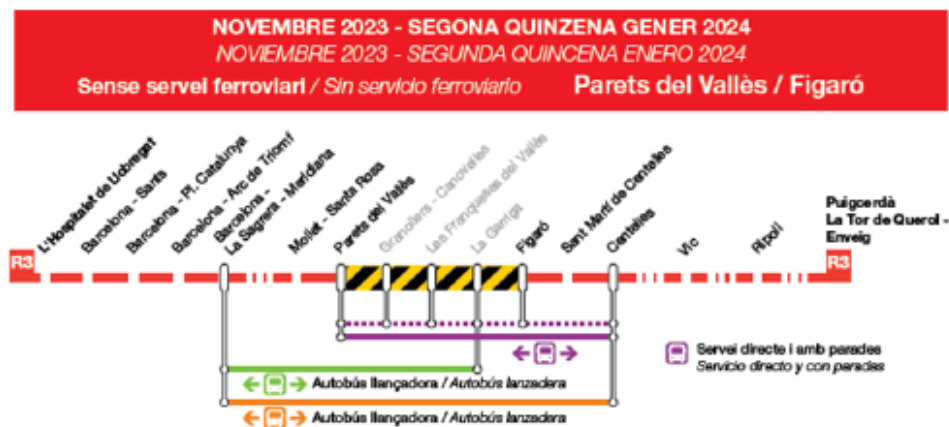 NOVEMBRE 2023 - SEGONA QUINZENA GENER 2024
NOVIEMBRE 2023 - SEGUNDA QUINCENA ENERO 2024
Sense servei ferroviari / Sin servicio ferroviario Parets del Vallès / Figaró
L'Hospitalet de Llobregat
Barcelona - Sants
Barcelona - Pl. Catalunya
Barcelona - Arc de Triomf
Barcelona -
La Sagrera - Meridiana
Mollet - Santa Rosa
Parets del Vallès
Granollers - Canovelles
Les Franqueses del Vallès
La Garriga
Figaró
Sant Martí de Centelles
Centelles
Vic
Ripoll
Puigcerdà
La Tor de Querol -
Enveig
R3
R3
Servei directe i amb parades
Servicio directo y con paradas
Autobús llançadora / Autobús lanzadera
Autobús llançadora / Autobús lanzadera